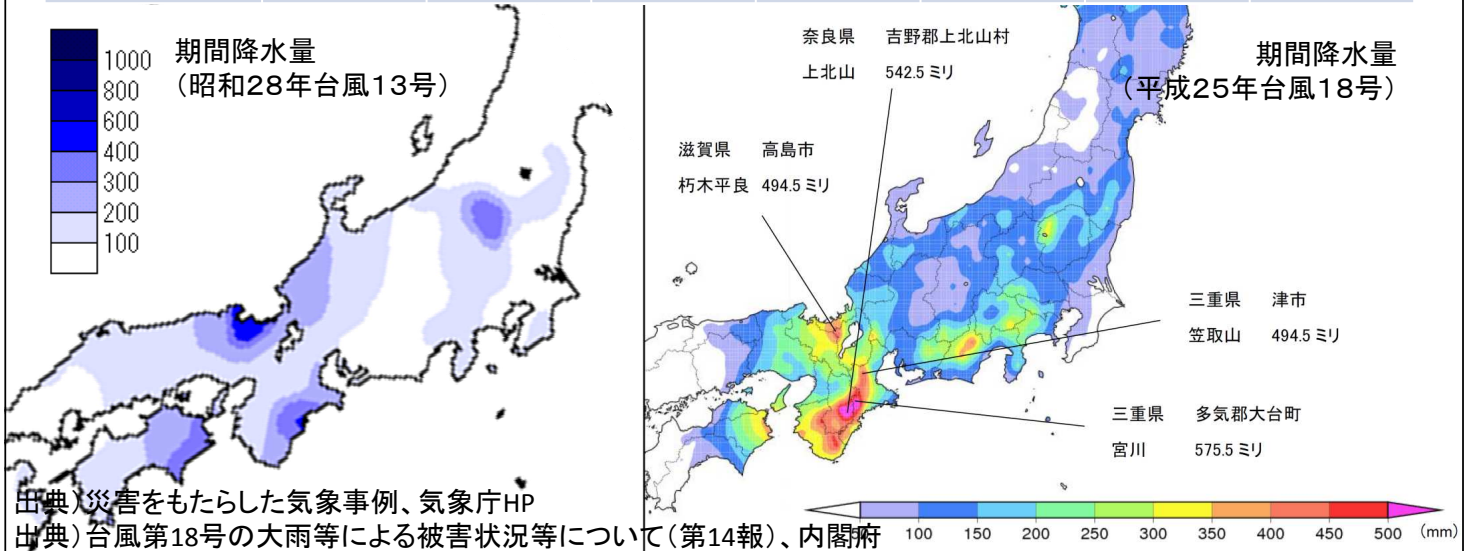 1000
800
600
400
300
200
100
期間降水量
(昭和28年台風13号)
奈良県 吉野郡上北山村
上北山 542.5 ミリ
期間降水量
(平成25年台風18号)
滋賀県 高島市
朽木平良 494.5 ミリ
三重県 津市
笠取山 494.5 ミリ
三重県 多気郡大台町
宮川 575.5 ミリ
出典)災害をもたらした気象事例、気象庁HP
出典)台風第18号の大雨等による被害状況等について(第14報)、内閣府
50 100 150 200 250 300 350 400 450 500 (mm)